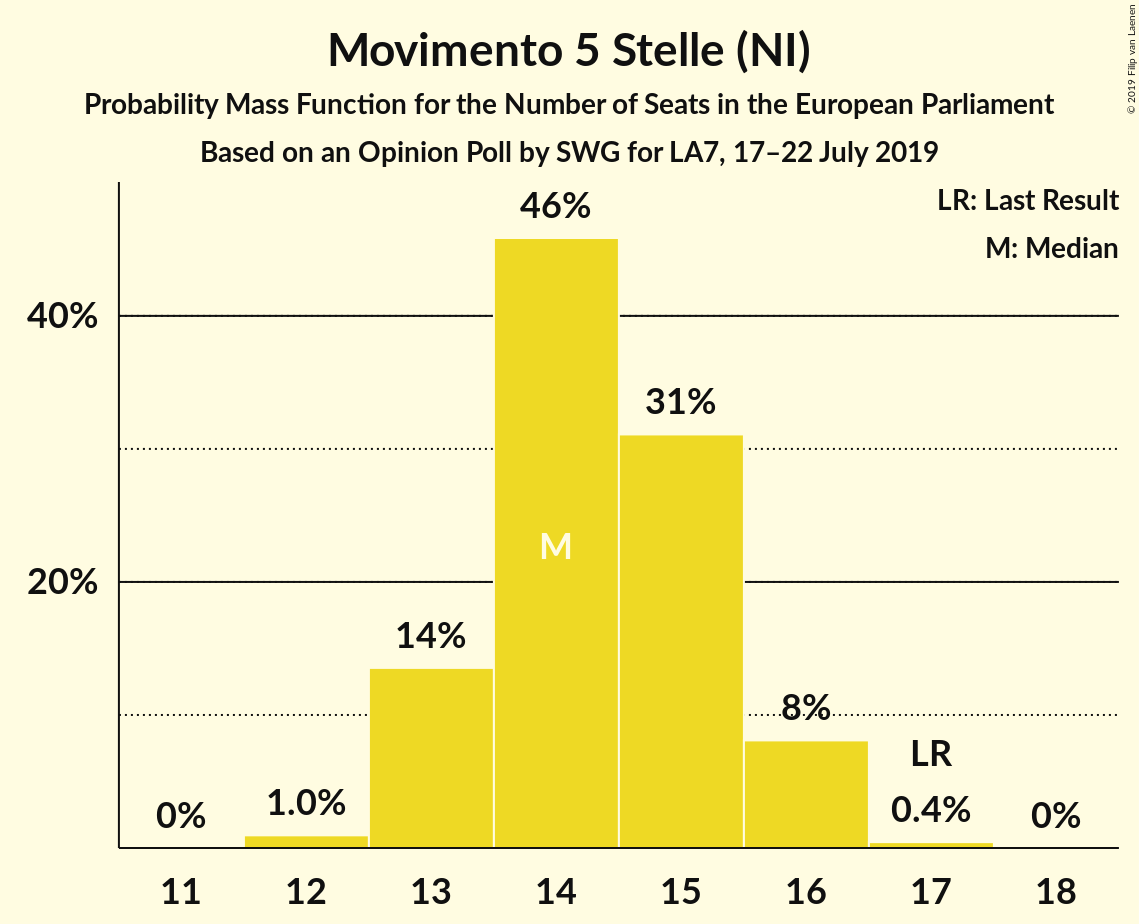 Movimento 5 Stelle (NI)
Probability Mass Function for the Number of Seats in the European Parliament
Based on an Opinion Poll by SWG for LA7, 17–22 July 2019
© 2019 Filip van Laenen
LR: Last Result
M: Median
40%
20%
0%
1.0%
14%
46%
M
31%
8%
LR
0.4%
0%
11 12 13 14 15 16 17 18